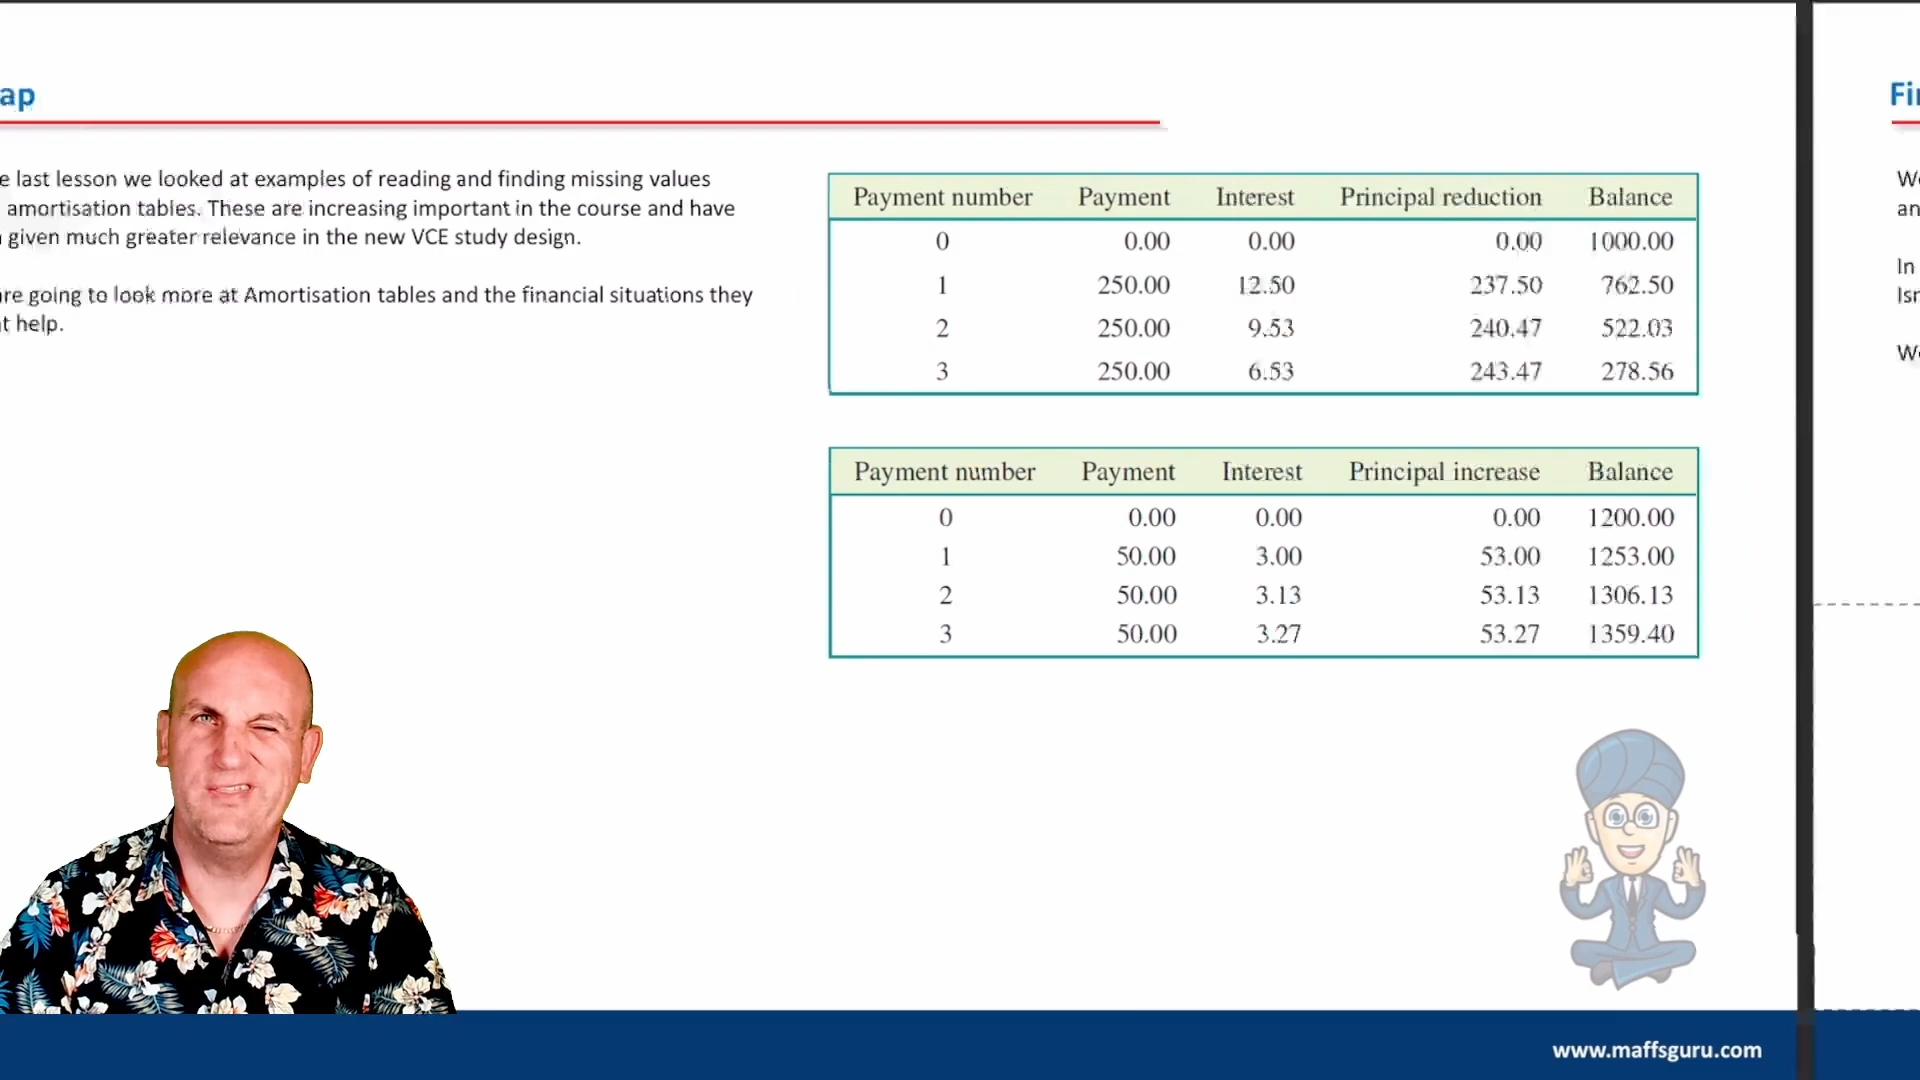 ap
e last lesson we looked at examples of reading and finding missing values
amortisation tables. These are increasing important in the course and have
given much greater relevance in the new VCE study design.
re going to look more at Amortisation tables and the financial situations they
t help.
Payment number Payment Interest Principal reduction Balance
0 0.00 0.00 0.00 1000.00
1 250.00 12.50 237.50 762.50
2 250.00 9.53 240.47 522.03
3 250.00 6.53 243.47 278.56
Payment number Payment Interest Principal increase Balance
0 0.00 0.00 0.00 1200.00
1 50.00 3.00 53.00 1253.00
2 50.00 3.13 53.13 1306.13
3 50.00 3.27 53.27 1359.40
www.maffsguru.com
Fi
We
an
In
Isn
We